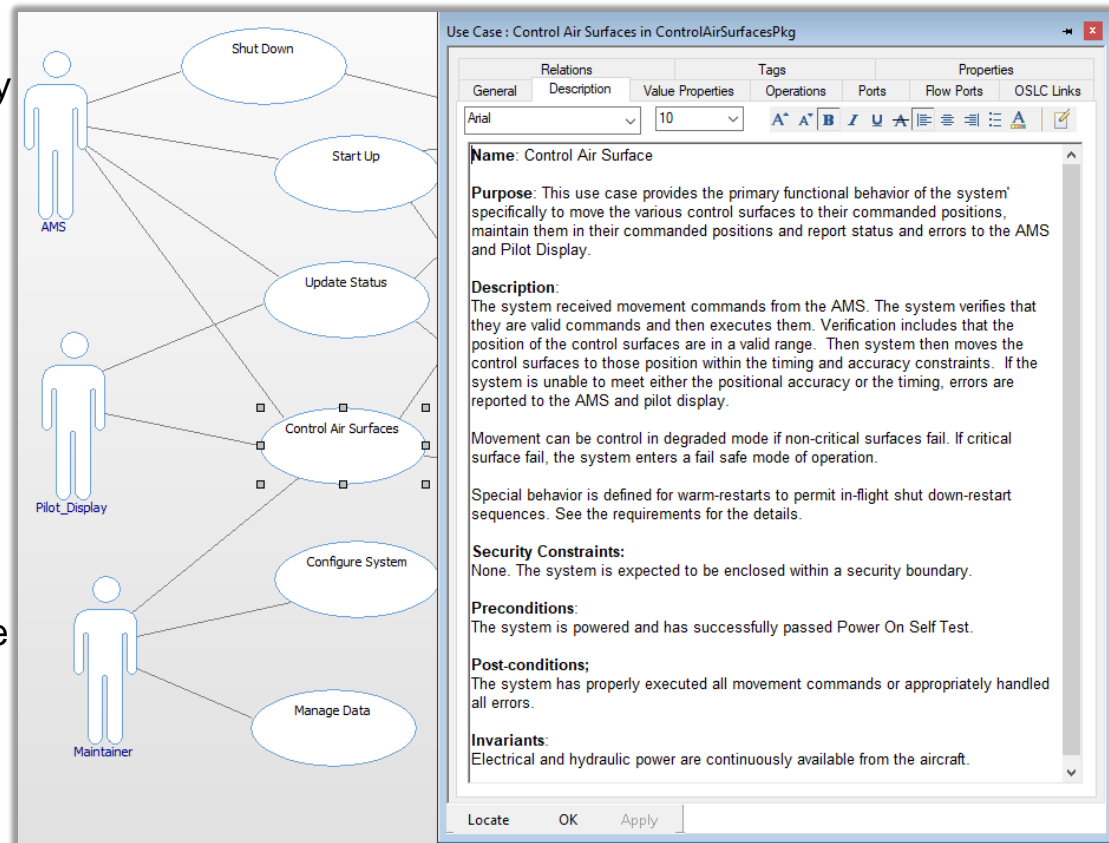 y
e
Shut Down
Start Up
AMS
Update Status
Control Air Surfaces
Pilot_Display
Configure System
Manage Data
Maintainer
Use Case : Control Air Surfaces in ControlAirSurfacesPkg
Relations Tags Properties
General Description Value Properties Operations Ports Flow Ports OSLC Links
Arial 10 A A B I U A A
Name: Control Air Surface
Purpose: This use case provides the primary functional behavior of the system'
specifically to move the various control surfaces to their commanded positions,
maintain them in their commanded positions and report status and errors to the AMS
and Pilot Display.
Description:
The system received movement commands from the AMS. The system verifies that
they are valid commands and then executes them. Verification includes that the
position of the control surfaces are in a valid range. Then system then moves the
control surfaces to those position within the timing and accuracy constraints. If the
system is unable to meet either the positional accuracy or the timing, errors are
reported to the AMS and pilot display.
Movement can be control in degraded mode if non-critical surfaces fail. If critical
surface fail, the system enters a fail safe mode of operation.
Special behavior is defined for warm-restarts to permit in-flight shut down-restart
sequences. See the requirements for the details.
Security Constraints:
None. The system is expected to be enclosed within a security boundary.
Preconditions:
The system is powered and has successfully passed Power On Self Test.
Post-conditions;
The system has properly executed all movement commands or appropriately handled
all errors.
Invariants:
Electrical and hydraulic power are continuously available from the aircraft.
Locate OK Apply